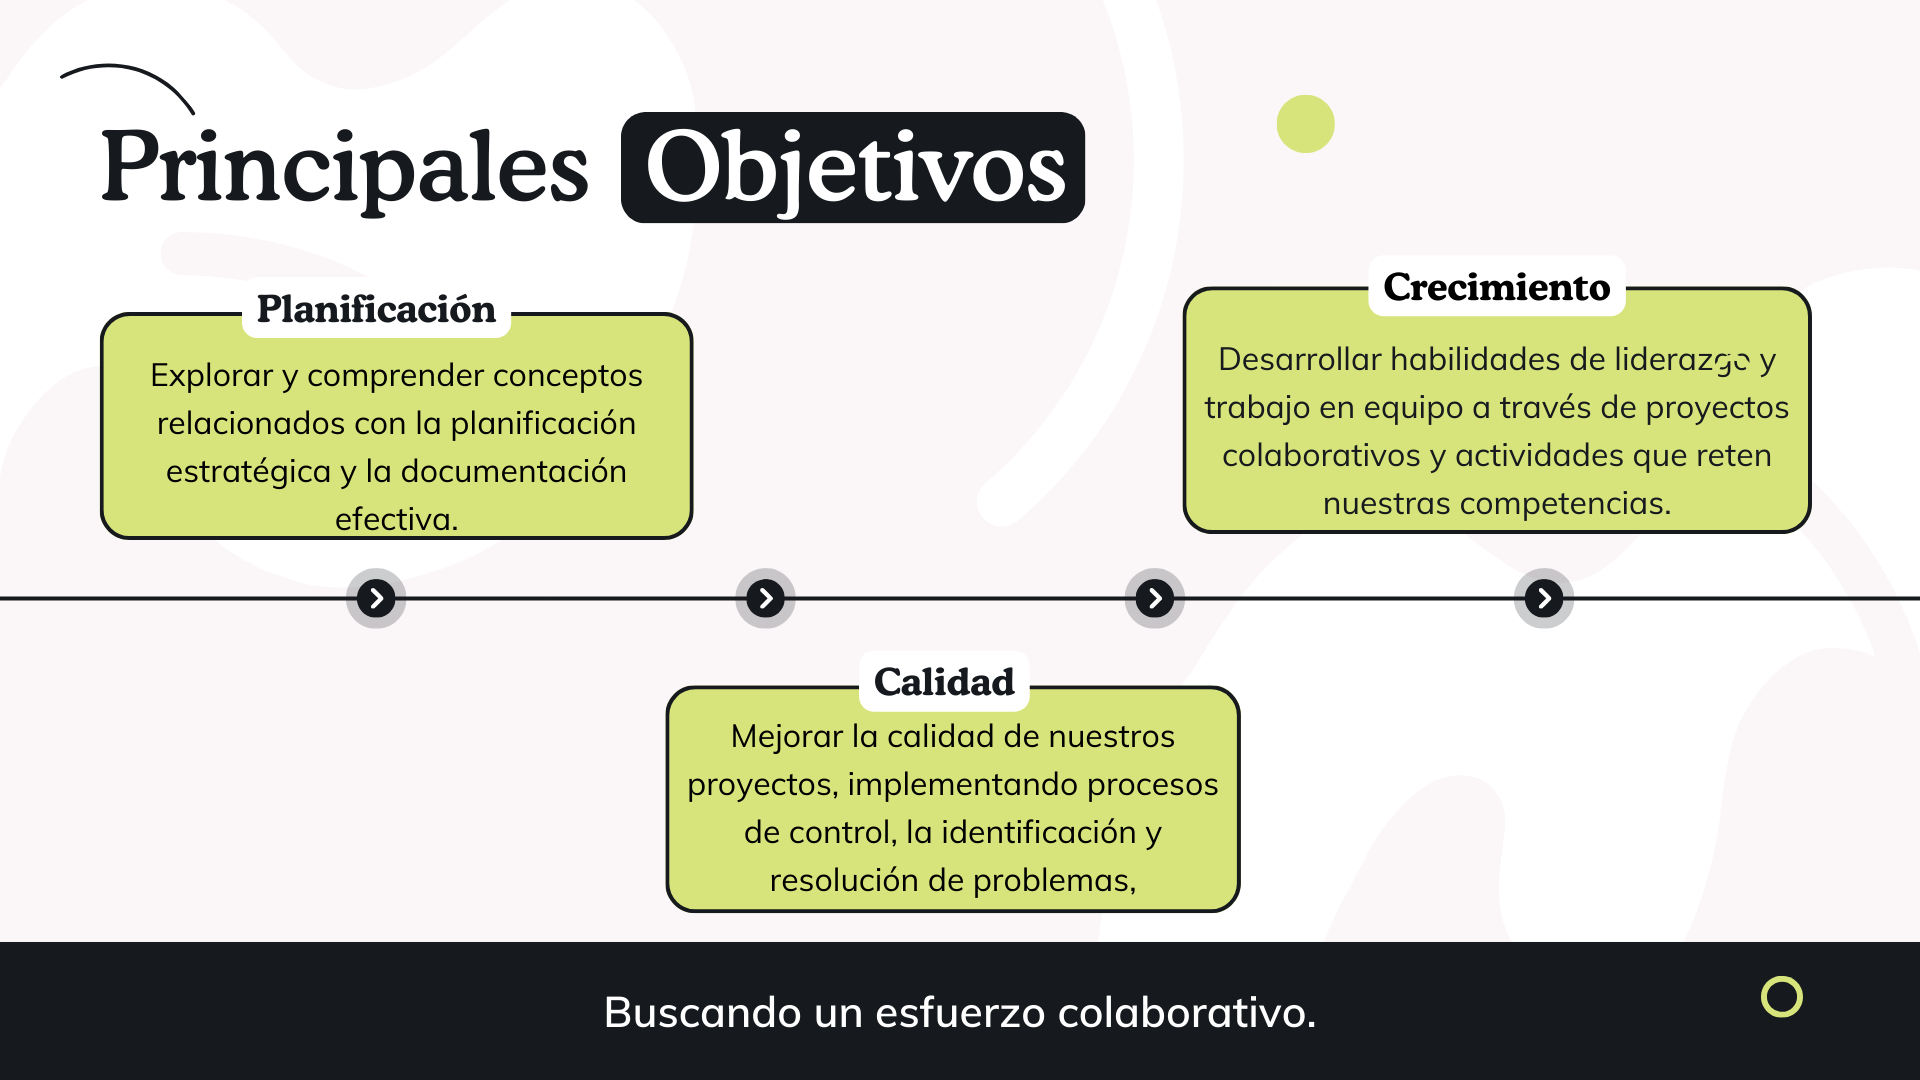 Principales Objetivos
Planificación
Explorar y comprender conceptos
relacionados con la planificación
estratégica y la documentación
efectiva.
Crecimiento
Desarrollar habilidades de liderazgo y
trabajo en equipo a través de proyectos
colaborativos y actividades que reten
nuestras competencias.
Calidad
Mejorar la calidad de nuestros
proyectos, implementando procesos
de control, la identificación y
resolución de problemas,
Buscando un esfuerzo colaborativo.